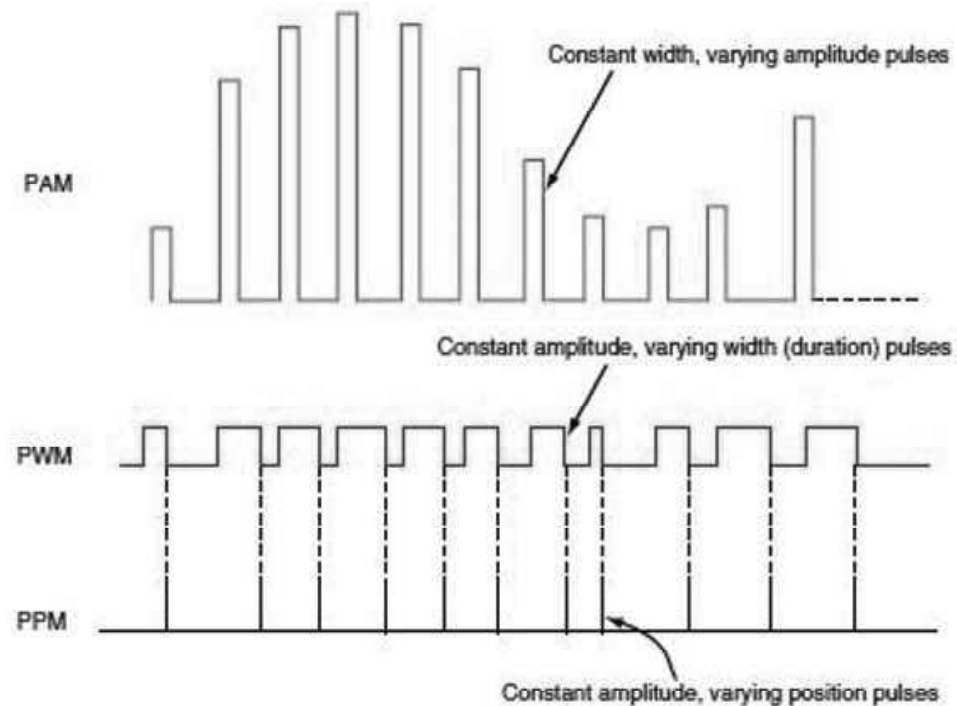 Constant width, varying amplitude pulses
PAM
Constant amplitude, varying width (duration) pulses
PWM
PPM
Constant amplitude, varying position pulses